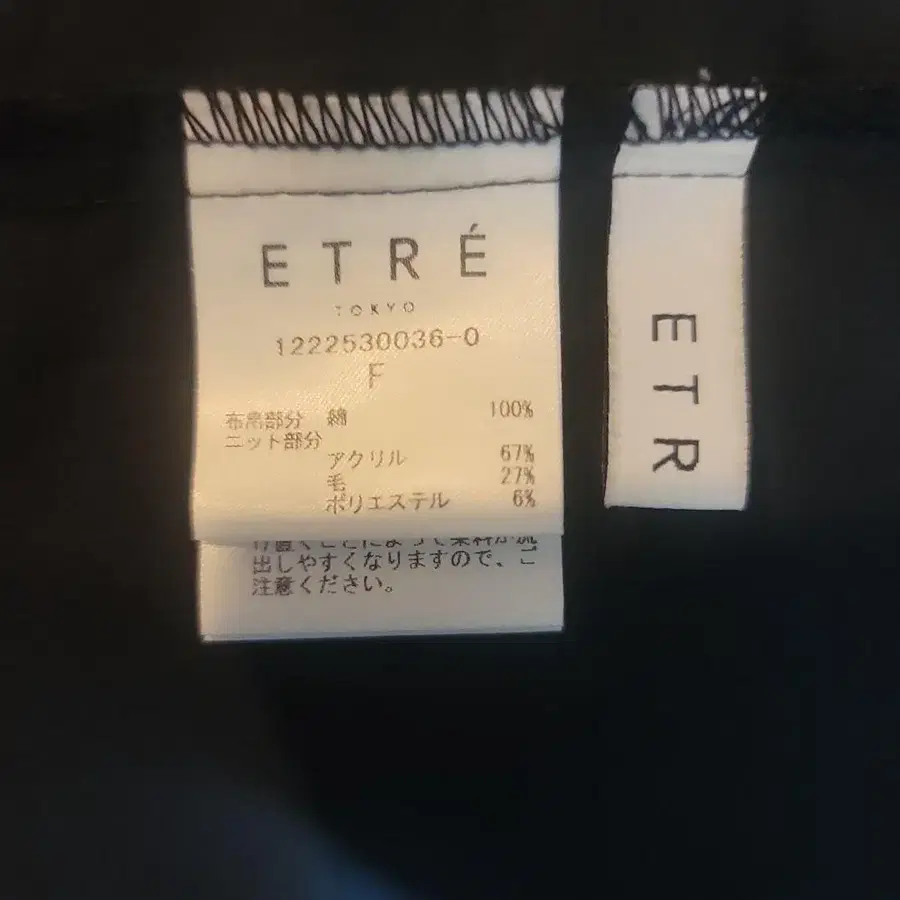 ETRÉ
TOKYO
1222530036-0
F
布帛部分 綿 100%
ニット部分
アクリル 67%
毛 27%
ポリエステル 6%
出しやすくなりますので、ご
注意ください。
ETR